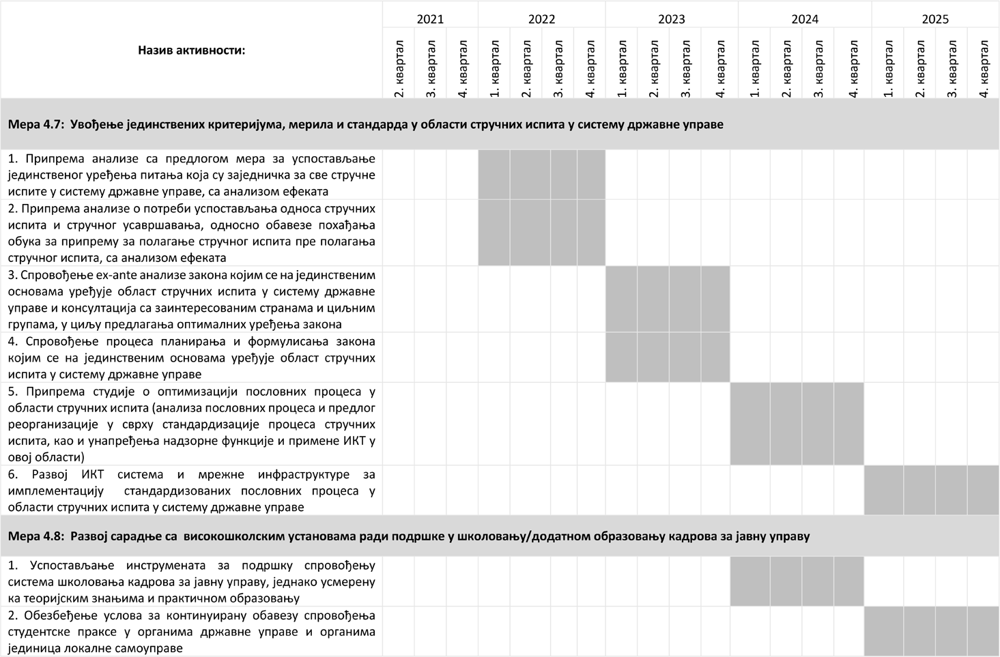 2021 2022 2023 2024 2025
Назив активности:
2. квартал 3. квартал 4. квартал 1. квартал 2. квартал 3. квартал 4. квартал 1. квартал 2. квартал 3. квартал 4. квартал 1. квартал 2. квартал 3. квартал 4. квартал 1. квартал 2. квартал 3. квартал 4. квартал
Мера 4.7: Увођење јединствених критеријума, мерила и стандарда у области стручних испита у систему државне управе
1. Припрема анализе са предлогом мера за успостављање
јединственог уређења питања која су заједничка за све стручне
испите у систему државне управе, са анализом ефеката
2. Припрема анализе о потреби успостављања односа стручних
испита и стручног усавршавања, односно обавезе похађања
обука за припрему за полагање стручног испита пре полагања
стручног испита, са анализом ефеката
3. Спровођење ex-ante анализе закона којим се на јединственим
основама уређује област стручних испита у систему државне
управе и консултација са заинтересованим странама и циљним
групама, у циљу предлагања оптималних уређења закона
4. Спровођење процеса планирања и формулисања закона
којим се на јединственим основама уређује област стручних
испита у систему државне управе
5. Припрема студије о оптимизацији пословних процеса у
области стручних испита (анализа пословних процеса и предлог
реорганизације у сврху стандардизације процеса стручних
испита, као и унапређења надзорне функције и примене ИКТ у
овој области)
6. Развој ИКТ система и мрежне инфраструктуре за
имплементацију стандардизованих пословних процеса у
области стручних испита у систему државне управе
Мера 4.8: Развој сарадње са високошколским установама ради подршке у школовању/додатном образовању кадрова за јавну управу
1. Успостављање инструмената за подршку спровођењу
система школовања кадрова за јавну управу, једнако усмерену
ка теоријским знањима и практичном образовању
2. Обезбеђење услова за континуирану обавезу спровођења
студентске праксе у органима државне управе и органима
јединица локалне самоуправе